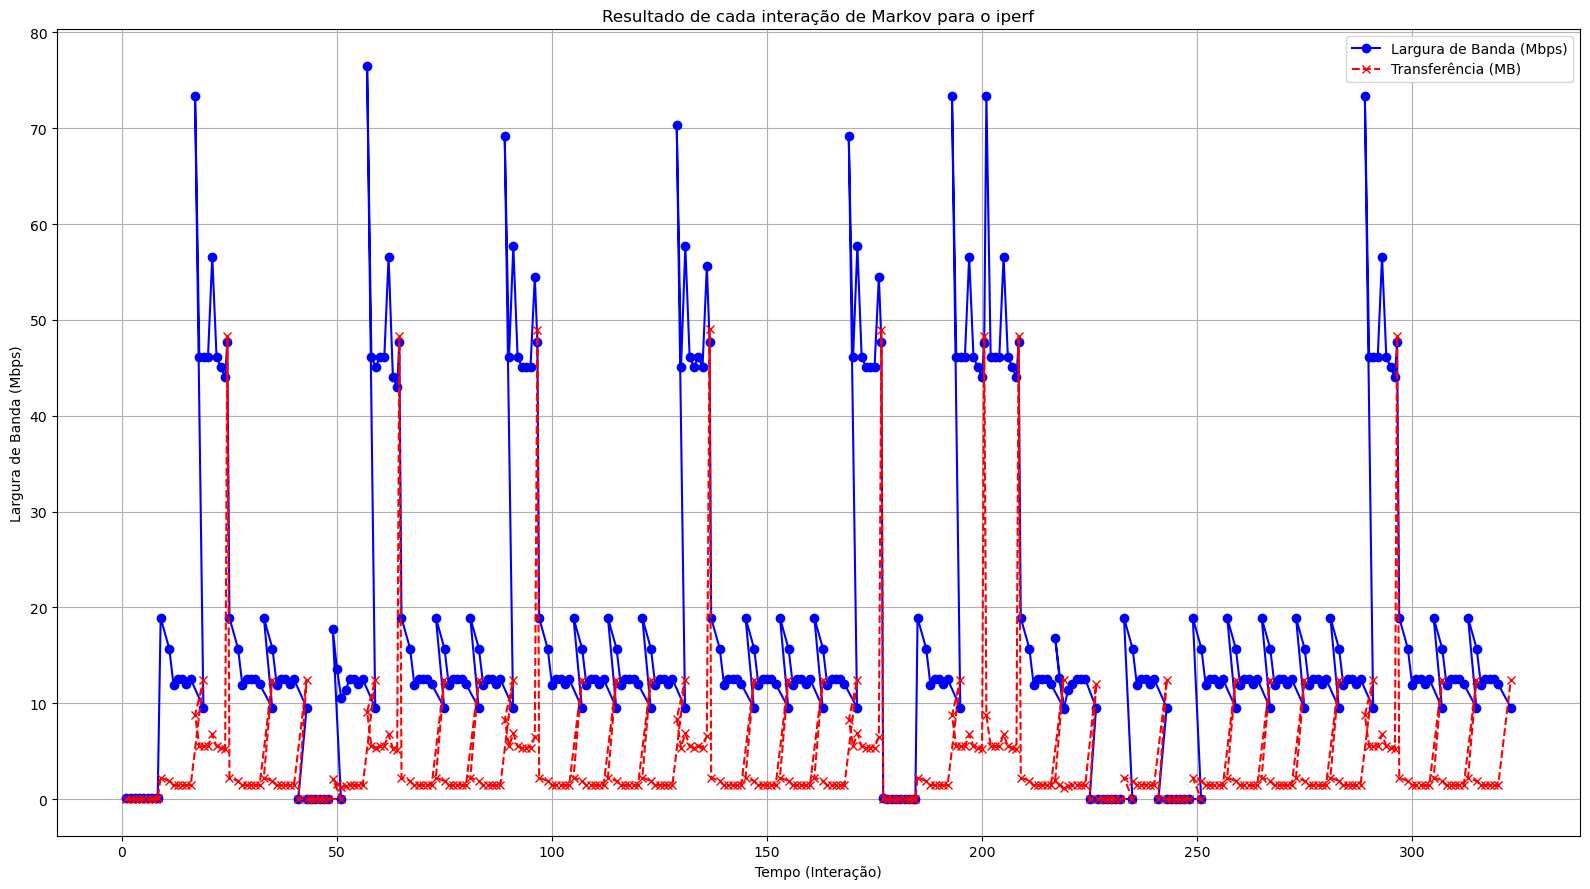 Resultado de cada interação de Markov para o iperf
Largura de Banda (Mbps)
Transferência (MB)
Largura de Banda (Mbps)
80
70
60
50
40
30
20
10
0
0 50 100 150 200 250 300
Tempo (Interação)